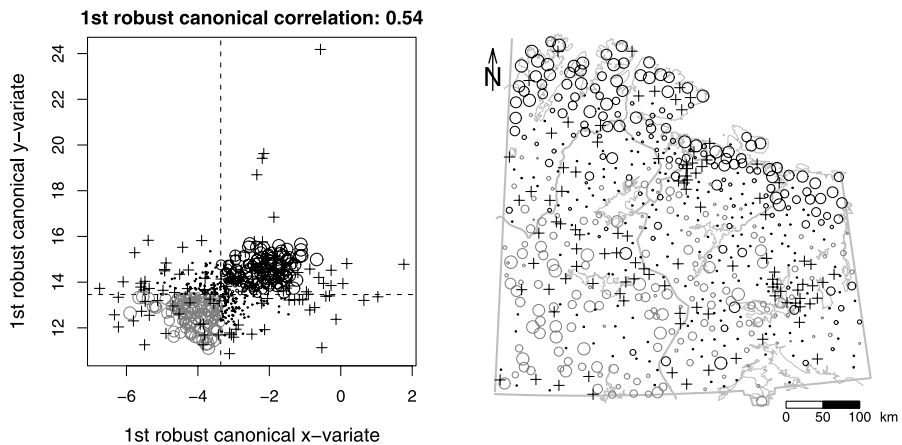 1st robust canonical correlation: 0.54
1st robust canonical y−variate
24
22
20
18
16
14
12
−6
−4
−2
0
2
1st robust canonical x−variate
N
0 50 100 km